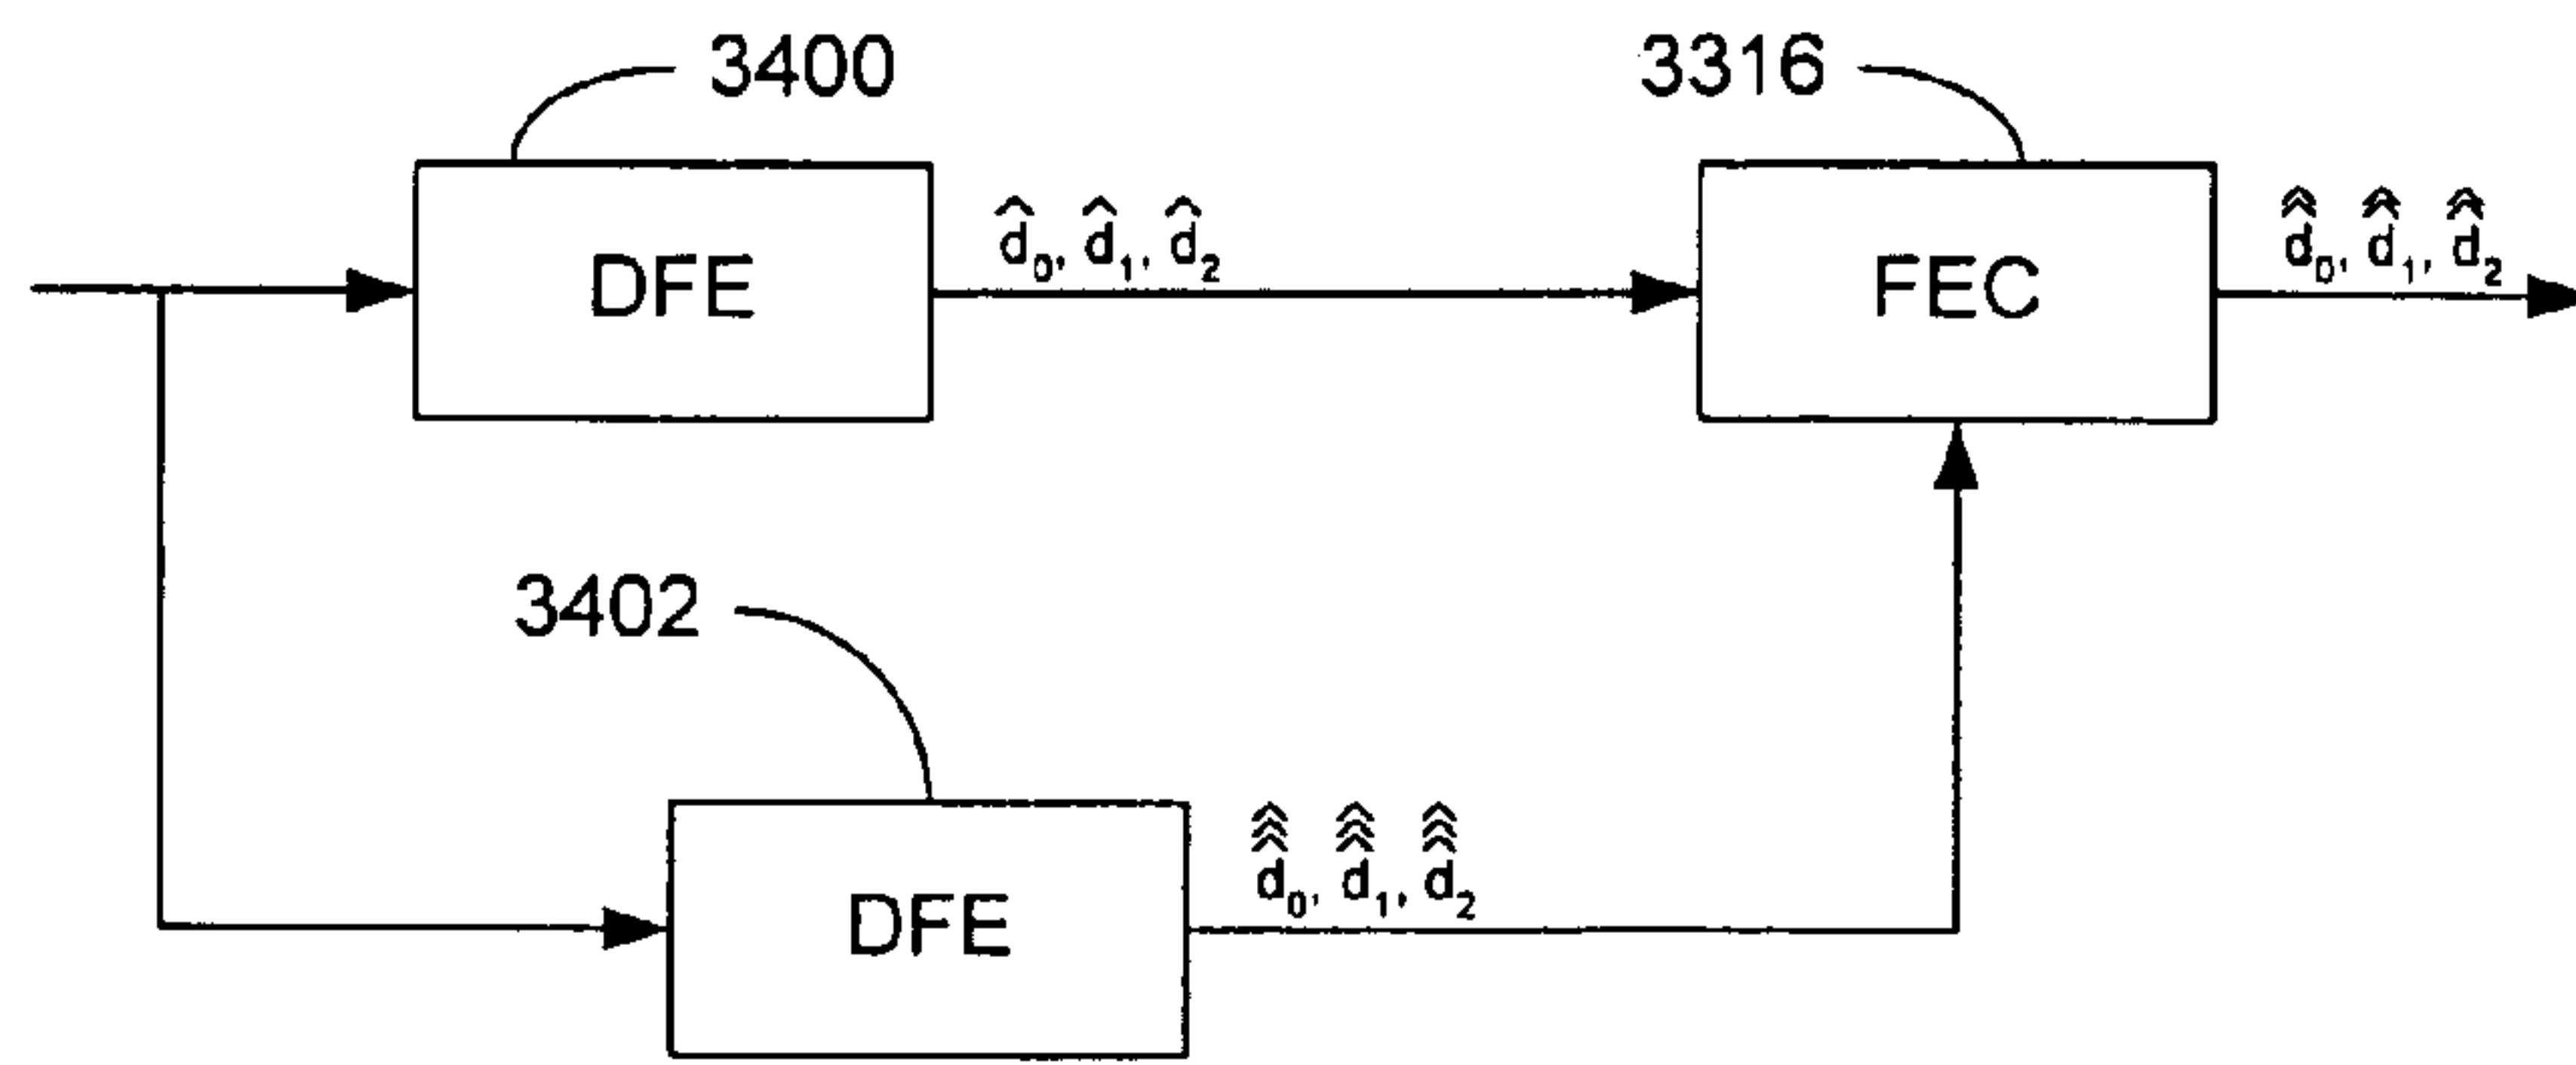 3400
3316
d̂₀, d̂₁, d̂₂
DFE
FEC
d̂̂₀, d̂̂₁, d̂̂₂
3402
d̂̂̂₀, d̂̂̂₁, d̂̂̂₂
DFE